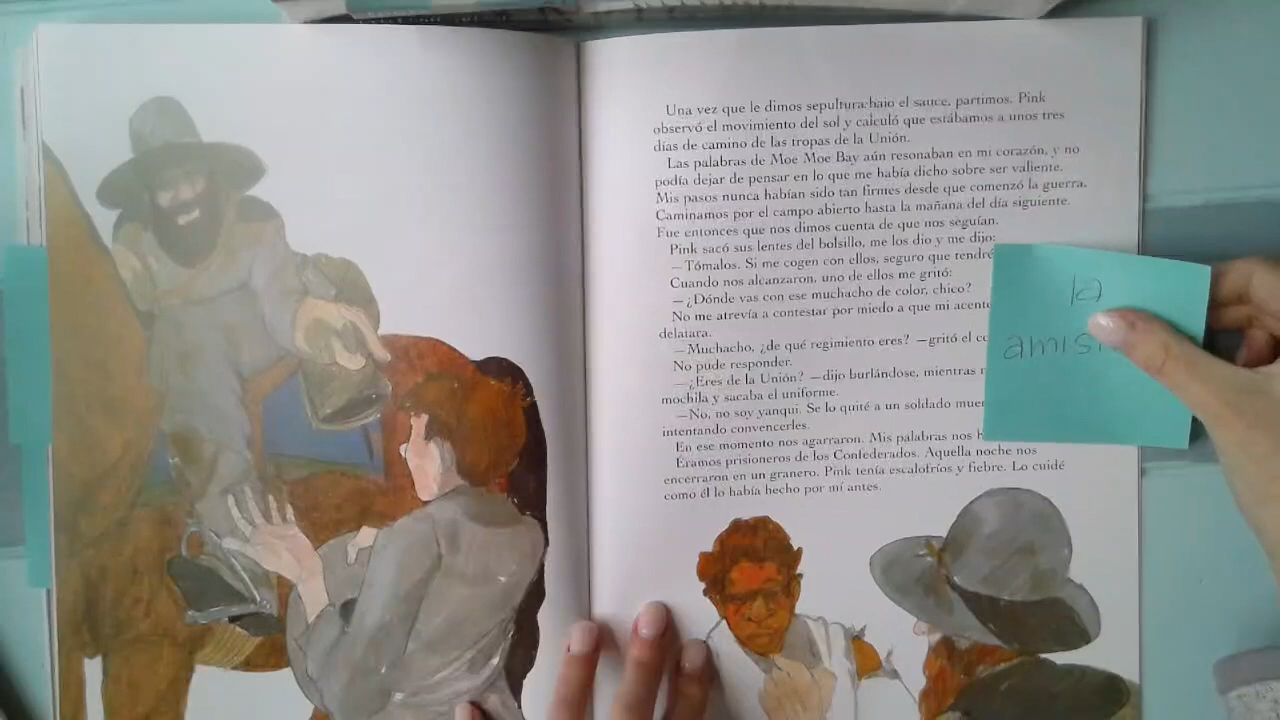 Una vez que le dimos sepultura bajo el sauce, partimos. Pink
observó el movimiento del sol y calculó que estábamos a unos tres
días de camino de las tropas de la Unión.
Las palabras de Moe Moe Bay aún resonaban en mi corazón, y no
podía dejar de pensar en lo que me había dicho sobre ser valiente.
Mis pasos nunca habían sido tan firmes desde que comenzó la guerra.
Caminamos por el campo abierto hasta la mañana del día siguiente.
Fue entonces que nos dimos cuenta de que nos seguían.
Pink sacó sus lentes del bolsillo, me los dio y me dijo:
—Tómalos. Si me cogen con ellos, seguro que tendré
Cuando nos alcanzaron, uno de ellos me gritó:
—¿Dónde vas con ese muchacho de color, chico?
No me atrevía a contestar por miedo a que mi acent
delatara.
—Muchacho, ¿de qué regimiento eres? —gritó el
No pude responder.
—¿Eres de la Unión? —dijo burlándose, mientras
mochila y sacaba el uniforme.
—No, no soy yanqui. Se lo quité a un soldado mue
intentando convencerles.
En ese momento nos agarraron. Mis palabras nos
Éramos prisioneros de los Confederados. Aquella noche nos
encerraron en un granero. Pink tenía escalofríos y fiebre. Lo cuidé
como él lo había hecho por mí antes.
la
amis